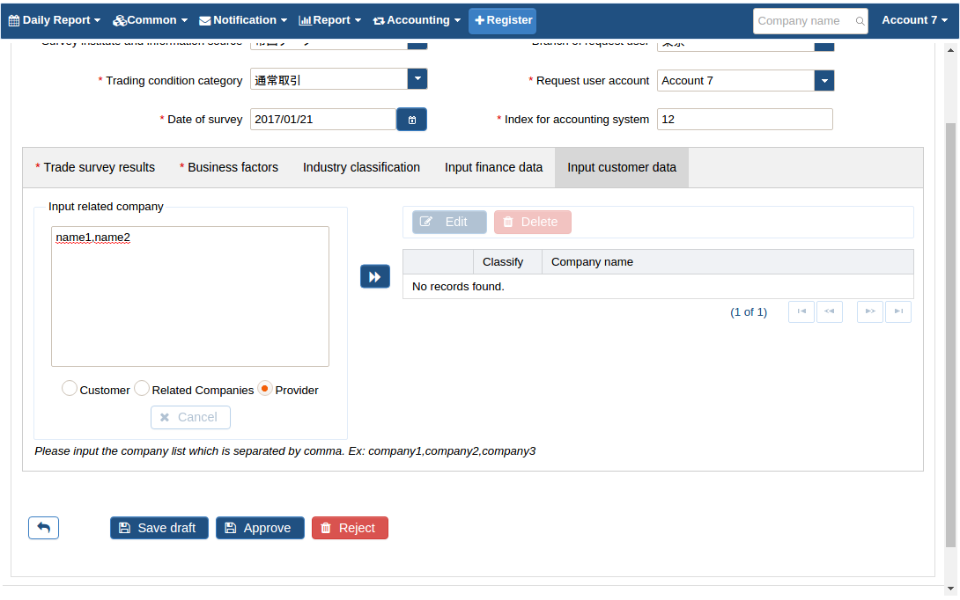 Daily Report Common Notification Report Accounting Register Company name Account 7
Survey institute and information source Branch of request user
* Trading condition category 通常取引 * Request user account Account 7
* Date of survey 2017/01/21 * Index for accounting system 12
* Trade survey results * Business factors Industry classification Input finance data Input customer data
Input related company
name1,name2
Edit Delete
Classify Company name
No records found.
(1 of 1)
Customer Related Companies Provider
Cancel
Please input the company list which is separated by comma. Ex: company1,company2,company3
Save draft Approve Reject